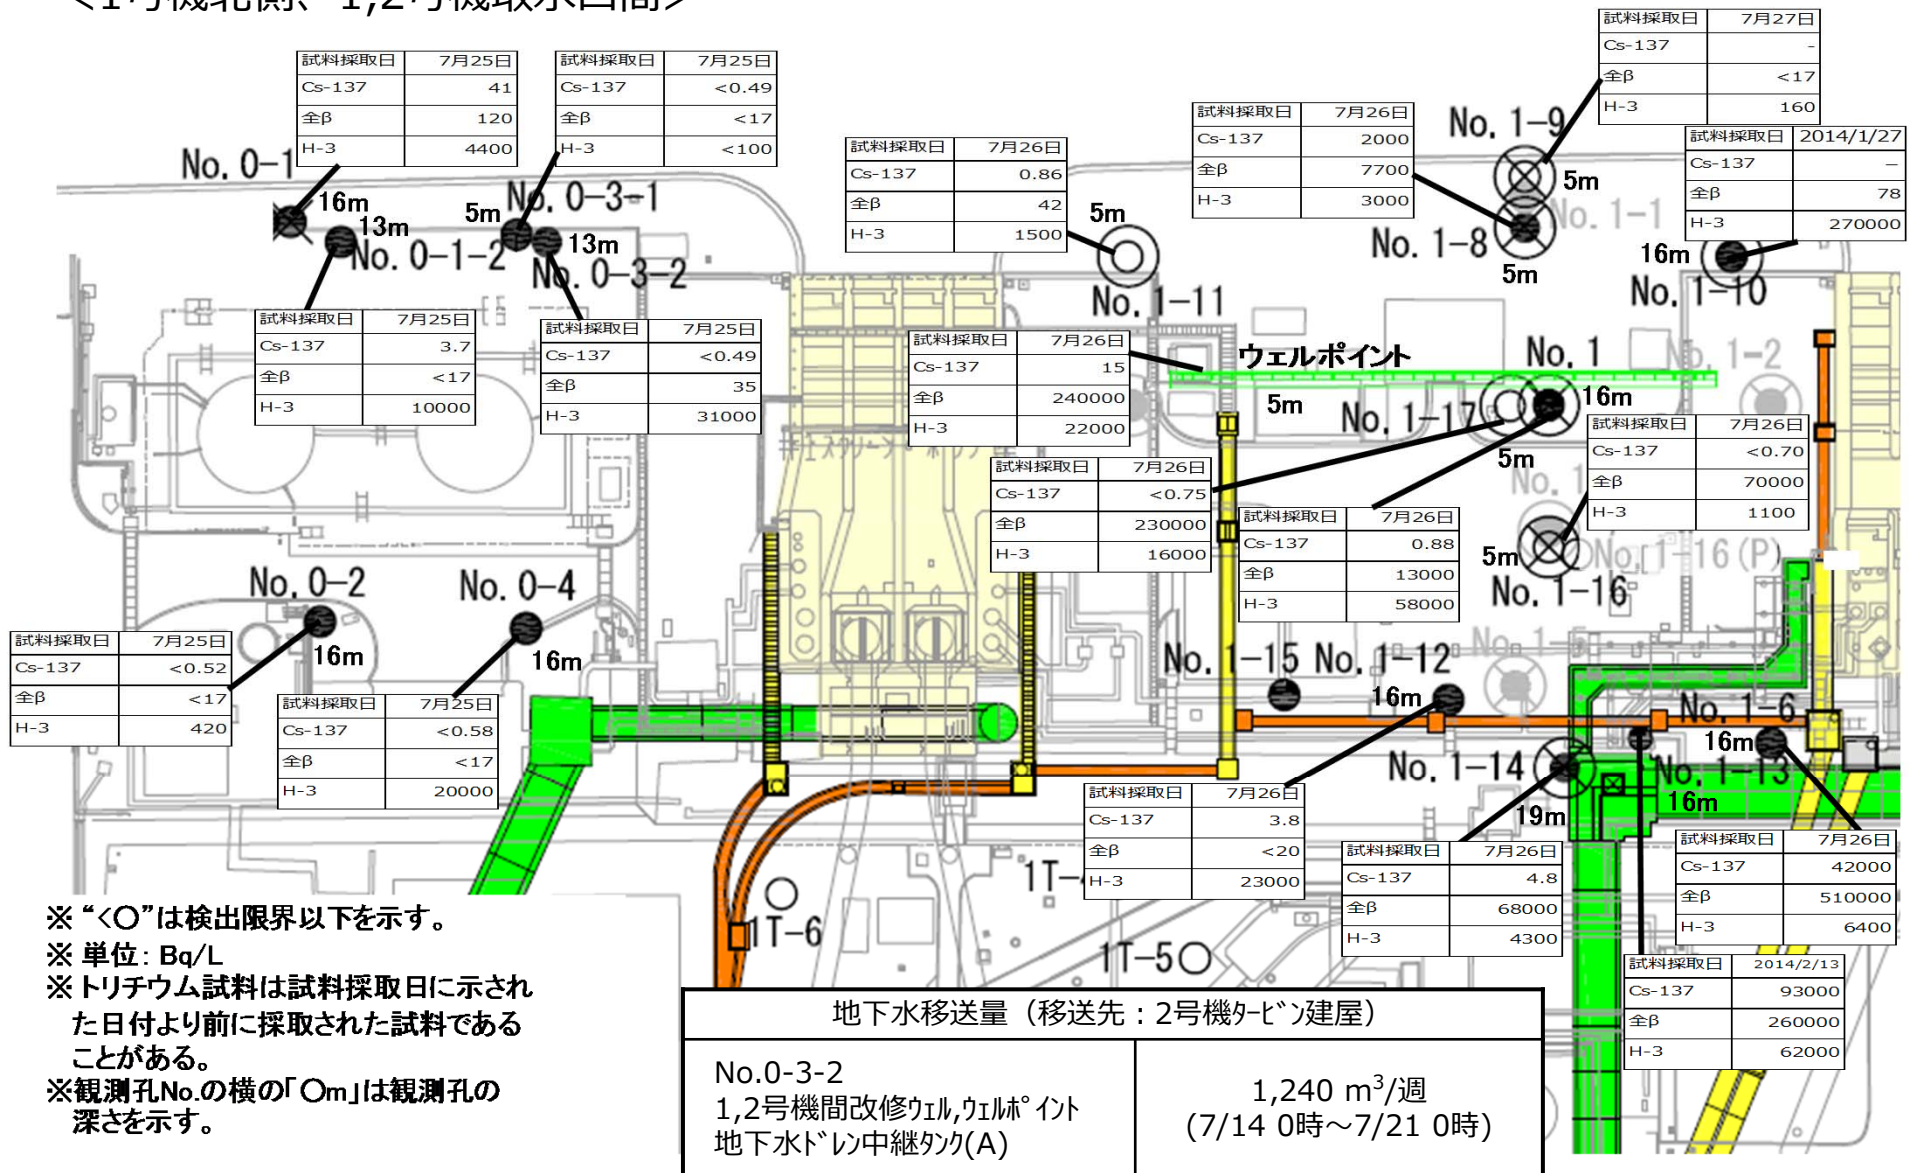 <1号機北側、1,2号機取水口間>
試料採取日 7月25日
Cs-137 41
全β 120
H-3 4400
試料採取日 7月25日
Cs-137 <0.49
全β <17
H-3 <100
試料採取日 7月27日
Cs-137 -
全β <17
H-3 160
試料採取日 7月26日
Cs-137 2000
全β 7700
H-3 3000
試料採取日 2014/1/27
Cs-137 –
全β 78
H-3 270000
試料採取日 7月26日
Cs-137 0.86
全β 42
H-3 1500
No. 0-1
16m
13m
No. 0-1-2
5m
No. 0-3-1
13m
No. 0-3-2
5m
No. 1-11
No. 1-9
5m
No. 1-1
No. 1-8
5m
16m
No. 1-10
試料採取日 7月25日
Cs-137 3.7
全β <17
H-3 10000
試料採取日 7月25日
Cs-137 <0.49
全β 35
H-3 31000
試料採取日 7月26日
Cs-137 15
全β 240000
H-3 22000
ウェルポイント
5m
No. 1
16m
No. 1-2
No. 1-17
5m
試料採取日 7月26日
Cs-137 <0.70
全β 70000
H-3 1100
試料採取日 7月26日
Cs-137 <0.75
全β 230000
H-3 16000
試料採取日 7月26日
Cs-137 0.88
全β 13000
H-3 58000
5m
No. 1-16
No. 1-16(P)
No. 0-2
16m
No. 0-4
16m
No. 1-15
No. 1-12
16m
No. 1-5
No. 1-6
16m
No. 1-14
19m
No. 1-13
16m
試料採取日 7月25日
Cs-137 <0.52
全β <17
H-3 420
試料採取日 7月25日
Cs-137 <0.58
全β <17
H-3 20000
試料採取日 7月26日
Cs-137 3.8
全β <20
H-3 23000
試料採取日 7月26日
Cs-137 4.8
全β 68000
H-3 4300
試料採取日 7月26日
Cs-137 42000
全β 510000
H-3 6400
試料採取日 2014/2/13
Cs-137 93000
全β 260000
H-3 62000
1T-6
1T-5
※“<〇”は検出限界以下を示す。
※ 単位: Bq/L
※トリチウム試料は試料採取日に示され
た日付より前に採取された試料である
ことがある。
※観測孔No.の横の「〇m」は観測孔の
深さを示す。
地下水移送量（移送先：2号機ﾀｰﾋﾞﾝ建屋）
No.0-3-2
1,2号機間改修ｳｪﾙ,ｳｪﾙﾎﾟｲﾝﾄ
地下水ﾄﾞﾚﾝ中継ﾀﾝｸ(A)
1,240 m³/週
(7/14 0時～7/21 0時)